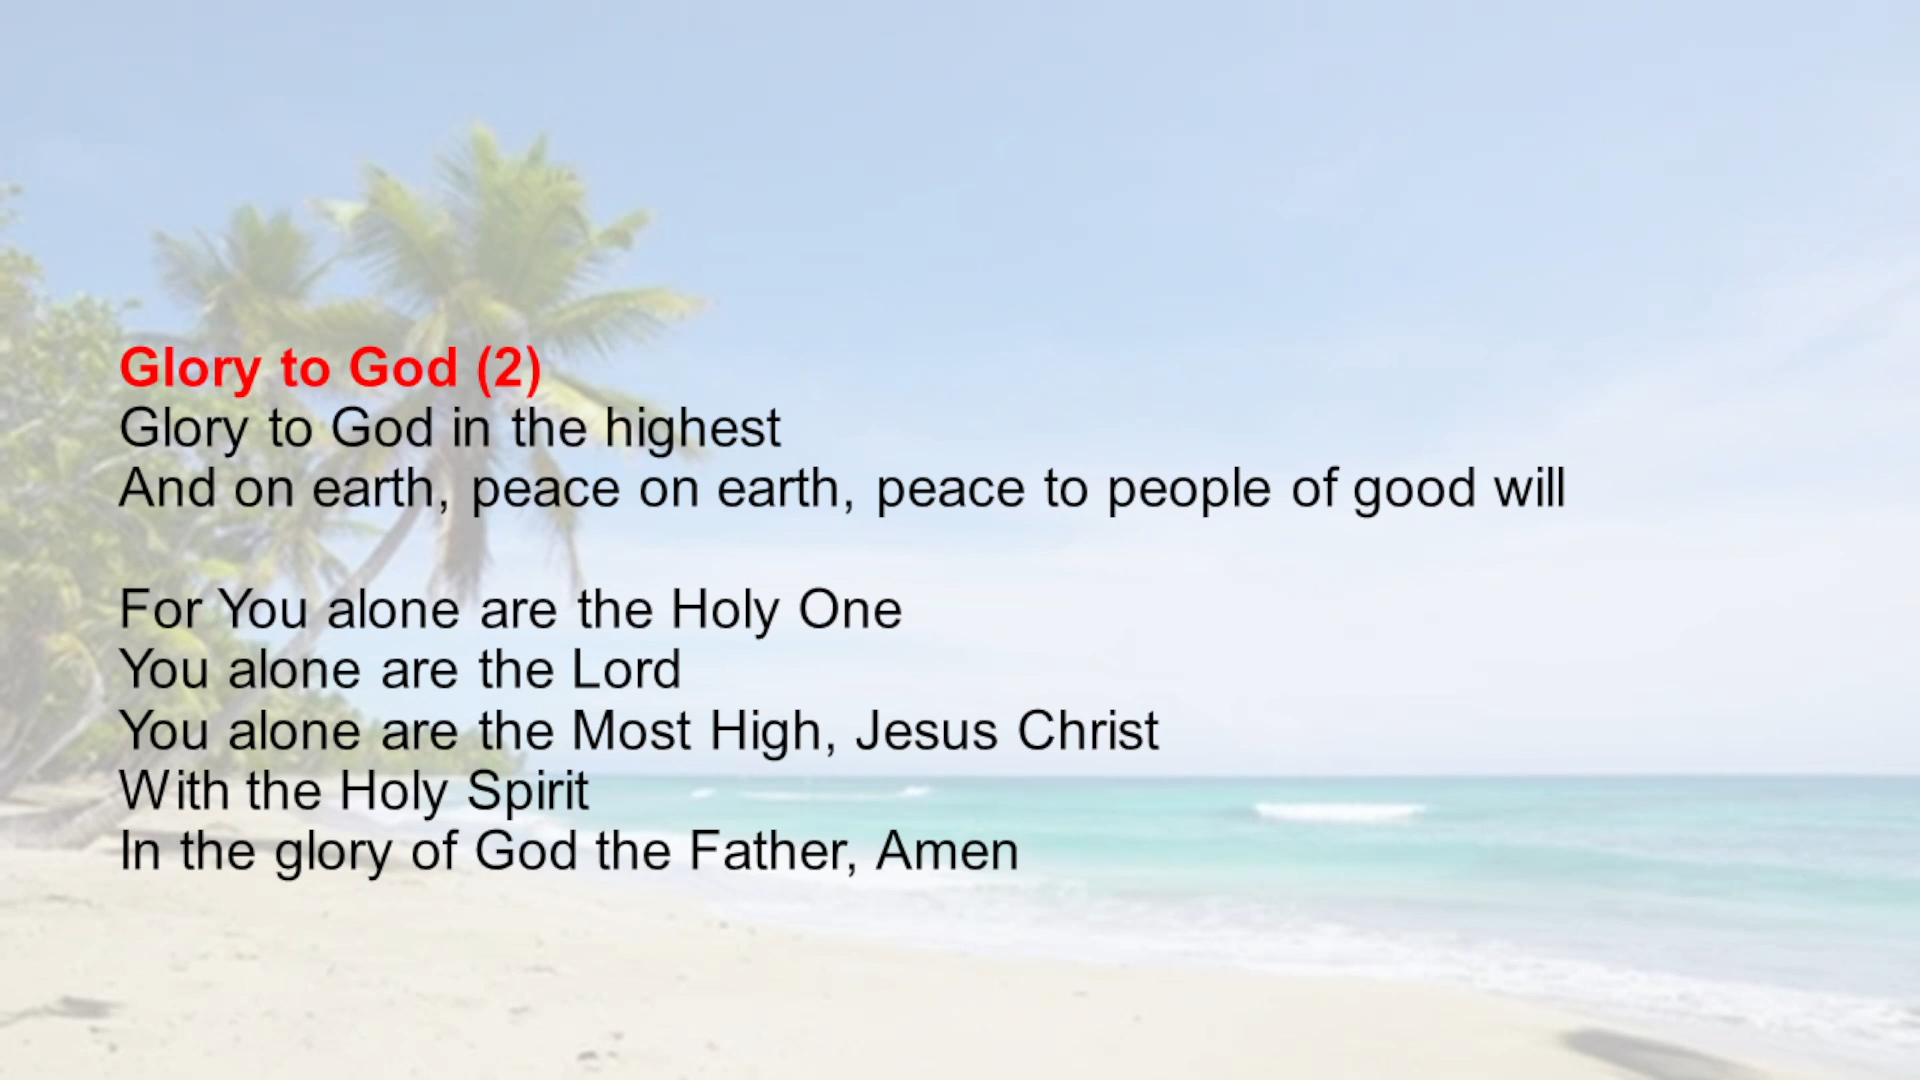 Glory to God (2)
Glory to God in the highest
And on earth, peace on earth, peace to people of good will
For You alone are the Holy One
You alone are the Lord
You alone are the Most High, Jesus Christ
With the Holy Spirit
In the glory of God the Father, Amen